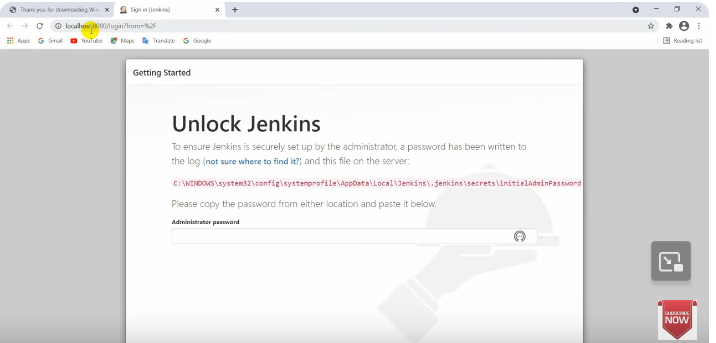 Thank you for downloading Win
Sign in [Jenkins]
localhost:8080/login?from=%2F
Apps
Gmail
YouTube
Maps
Translate
Google
Reading list
Getting Started
Unlock Jenkins
To ensure Jenkins is securely set up by the administrator, a password has been written to
the log (not sure where to find it?) and this file on the server:
C:\WINDOWS\system32\config\systemprofile\AppData\Local\Jenkins\.jenkins\secrets\initialAdminPassword
Please copy the password from either location and paste it below.
Administrator password
SUBSCRIBE
NOW